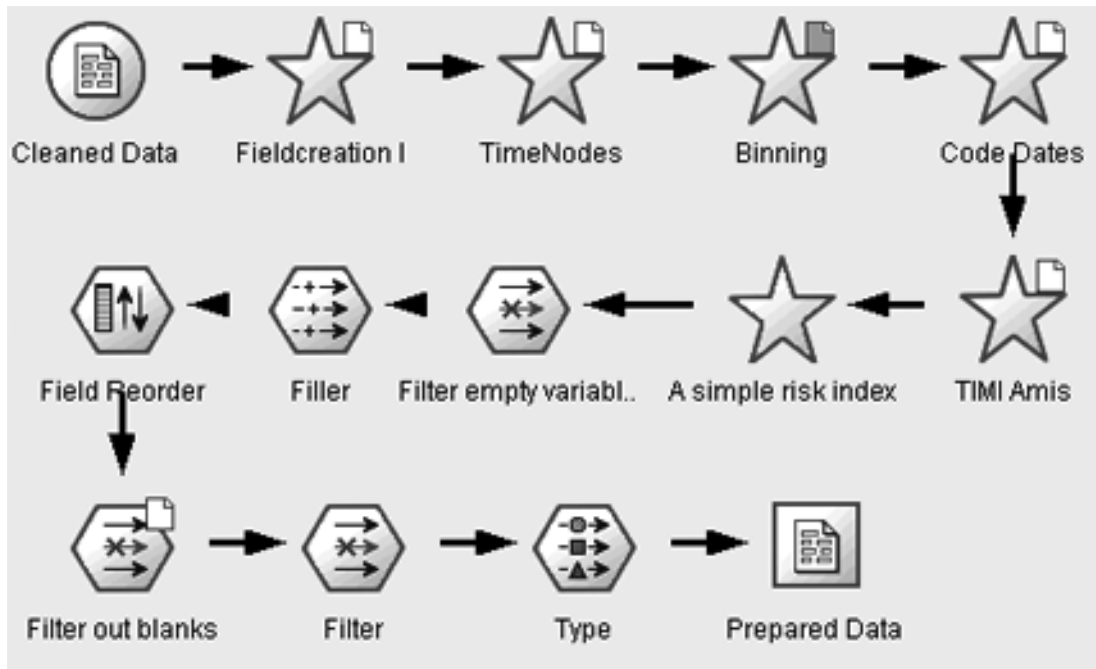 Cleaned Data
Fieldcreation I
TimeNodes
Binning
Code Dates
TIMI Amis
A simple risk index
Filter empty variabl..
Filler
Field Reorder
Filter out blanks
Filter
Type
Prepared Data